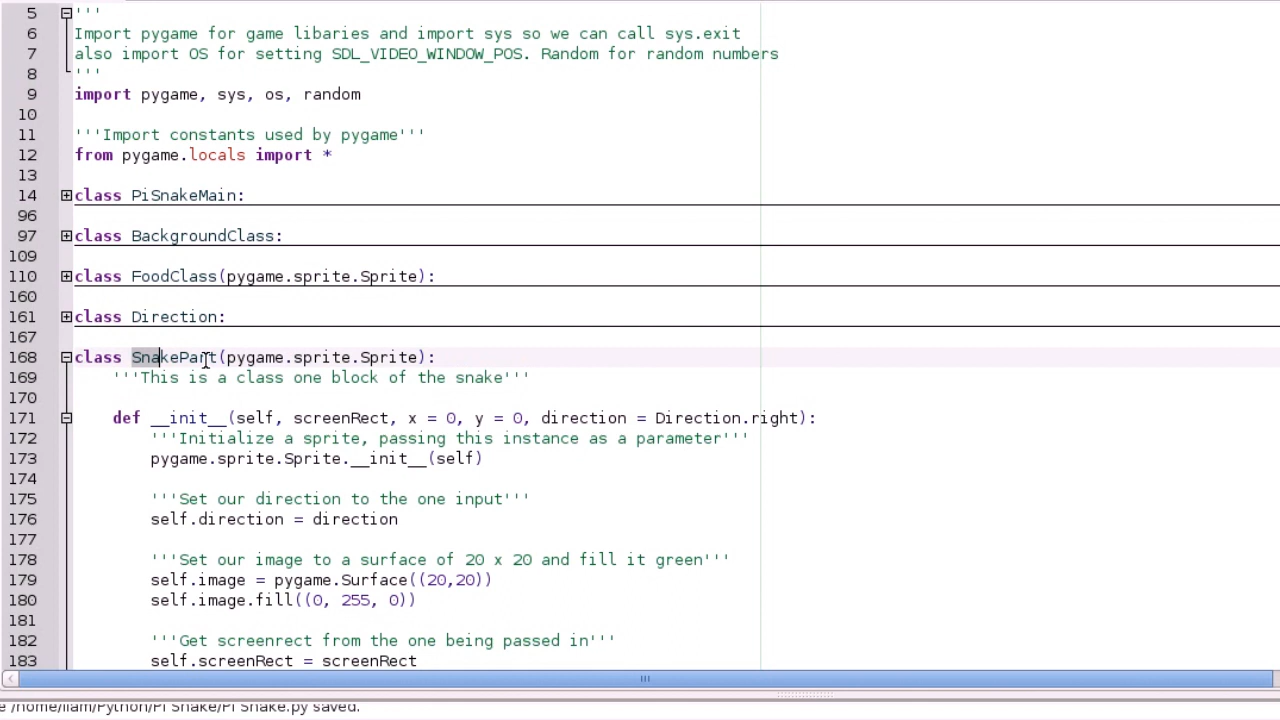 5 '''
6 Import pygame for game libaries and import sys so we can call sys.exit
7 also import OS for setting SDL_VIDEO_WINDOW_POS. Random for random numbers
8 '''
9 import pygame, sys, os, random
10
11 '''Import constants used by pygame'''
12 from pygame.locals import *
13
14 class PiSnakeMain:
96
97 class BackgroundClass:
109
110 class FoodClass(pygame.sprite.Sprite):
160
161 class Direction:
167
168 class SnakePart(pygame.sprite.Sprite):
169 '''This is a class one block of the snake'''
170
171 def __init__(self, screenRect, x = 0, y = 0, direction = Direction.right):
172 '''Initialize a sprite, passing this instance as a parameter'''
173 pygame.sprite.Sprite.__init__(self)
174
175 '''Set our direction to the one input'''
176 self.direction = direction
177
178 '''Set our image to a surface of 20 x 20 and fill it green'''
179 self.image = pygame.Surface((20,20))
180 self.image.fill((0, 255, 0))
181
182 '''Get screenrect from the one being passed in'''
183 self.screenRect = screenRect
e /home/liam/Python/Pi Snake/Pi Snake.py saved.